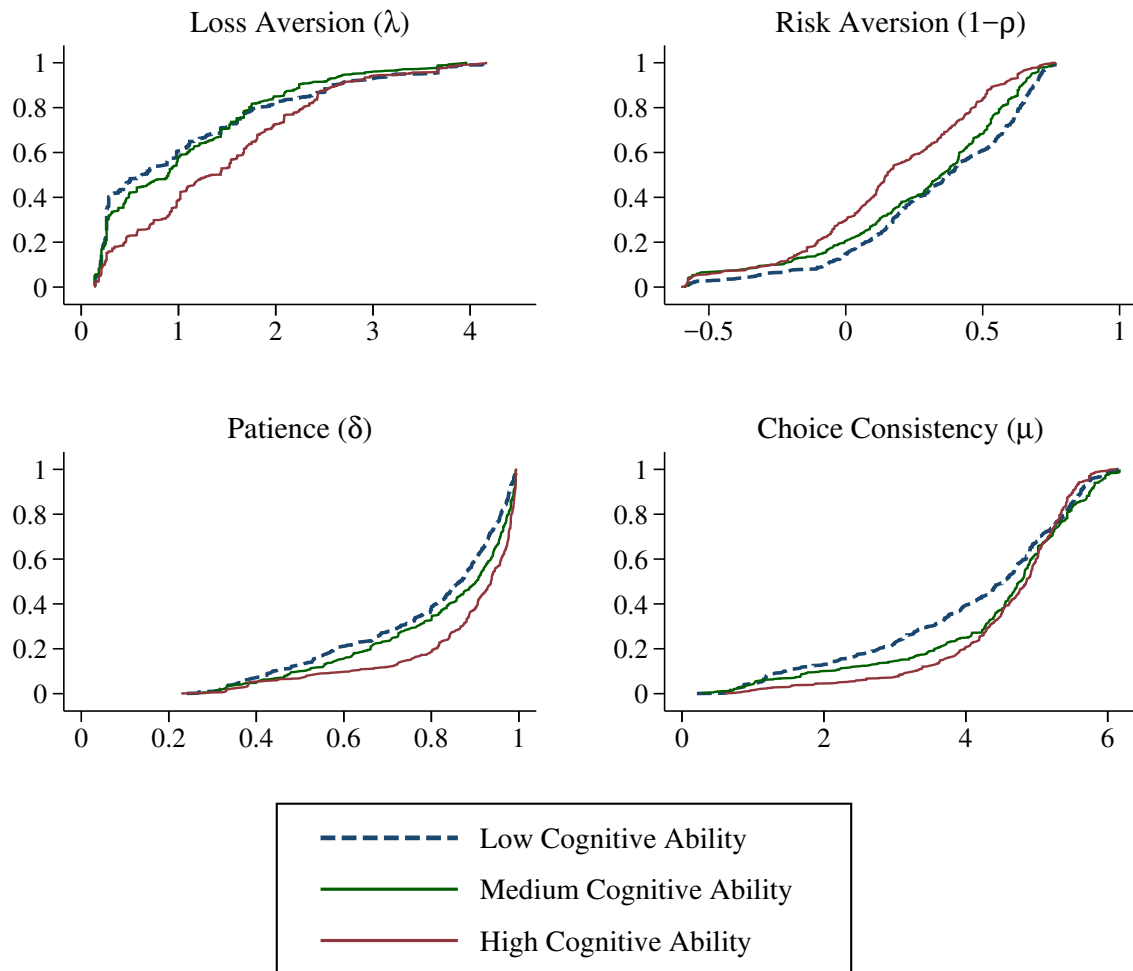 Loss Aversion (λ)
1
0.8
0.6
0.4
0.2
0
0 1 2 3 4
Risk Aversion (1−ρ)
1
0.8
0.6
0.4
0.2
0
−0.5 0 0.5 1
Patience (δ)
1
0.8
0.6
0.4
0.2
0
0 0.2 0.4 0.6 0.8 1
Choice Consistency (μ)
1
0.8
0.6
0.4
0.2
0
0 2 4 6
Low Cognitive Ability
Medium Cognitive Ability
High Cognitive Ability